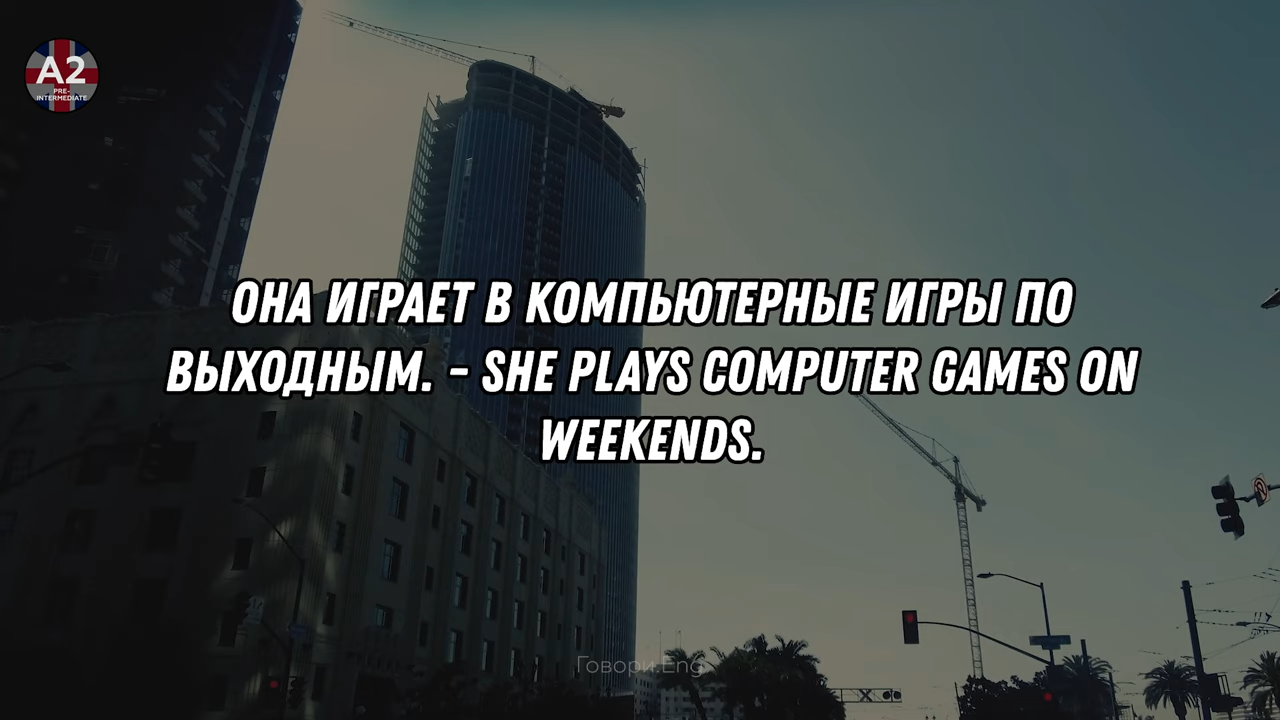 A2
PRE-
INTERMEDIATE
ОНА ИГРАЕТ В КОМПЬЮТЕРНЫЕ ИГРЫ ПО
ВЫХОДНЫМ. - SHE PLAYS COMPUTER GAMES ON
WEEKENDS.
Говори.Eng